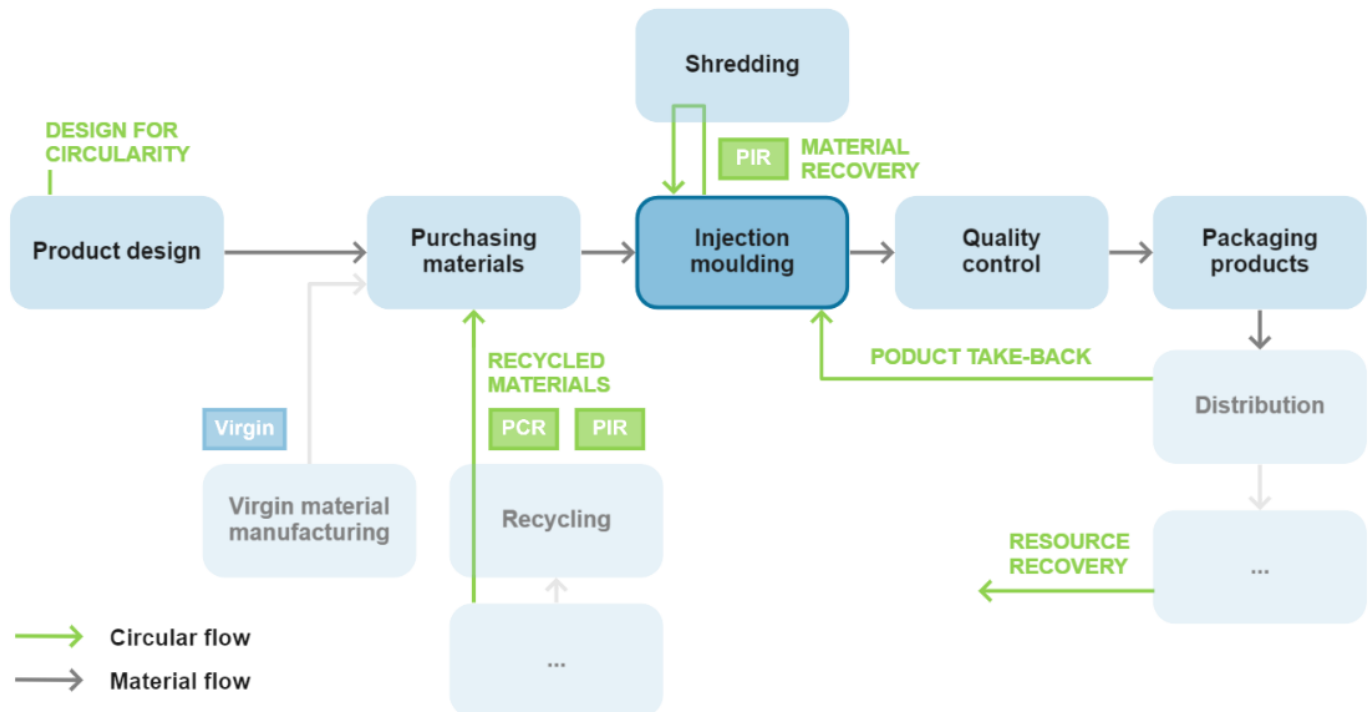 Shredding
DESIGN FOR
CIRCULARITY
PIR
MATERIAL
RECOVERY
Product design
Purchasing
materials
Injection
moulding
Quality
control
Packaging
products
RECYCLED
MATERIALS
PCR
PIR
PODUCT TAKE-BACK
Distribution
Virgin
Virgin material
manufacturing
Recycling
RESOURCE
RECOVERY
...
...
Circular flow
Material flow